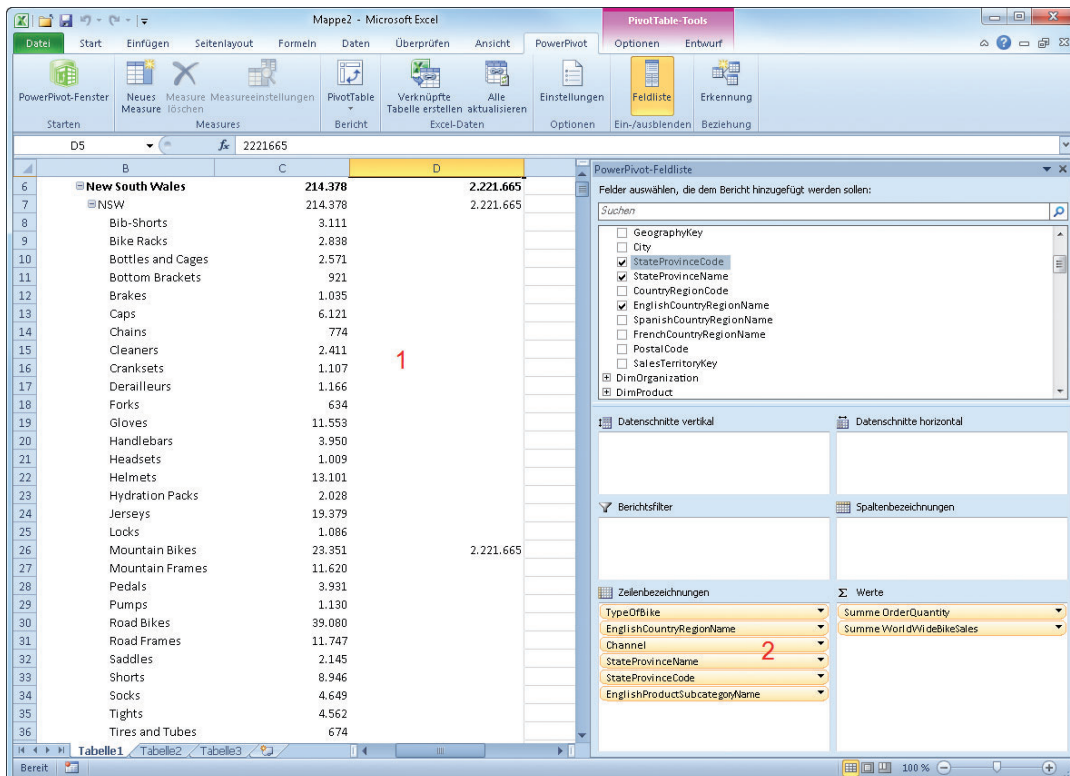 Mappe2 - Microsoft Excel
PivotTable-Tools
Datei Start Einfügen Seitenlayout Formeln Daten Überprüfen Ansicht PowerPivot Optionen Entwurf
PowerPivot-Fenster
Neues Measure
Measure löschen
Measureeinstellungen
PivotTable
Verknüpfte Tabelle erstellen
Alle aktualisieren
Einstellungen
Feldliste
Erkennung
Starten Measures Bericht Excel-Daten Optionen Ein-/ausblenden Beziehung
D5 fx 2221665
B C D
6 New South Wales 214.378 2.221.665
7 NSW 214.378 2.221.665
8 Bib-Shorts 3.111
9 Bike Racks 2.838
10 Bottles and Cages 2.571
11 Bottom Brackets 921
12 Brakes 1.035
13 Caps 6.121
14 Chains 774
15 Cleaners 2.411
16 Cranksets 1.107
17 Derailleurs 1.166
18 Forks 634
19 Gloves 11.553
20 Handlebars 3.950
21 Headsets 1.009
22 Helmets 13.101
23 Hydration Packs 2.028
24 Jerseys 19.379
25 Locks 1.086
26 Mountain Bikes 23.351 2.221.665
27 Mountain Frames 11.620
28 Pedals 3.931
29 Pumps 1.130
30 Road Bikes 39.080
31 Road Frames 11.747
32 Saddles 2.145
33 Shorts 8.946
34 Socks 4.649
35 Tights 4.562
36 Tires and Tubes 674
1
Tabelle1 Tabelle2 Tabelle3
PowerPivot-Feldliste
Felder auswählen, die dem Bericht hinzugefügt werden sollen:
Suchen
GeographyKey
City
StateProvinceCode
StateProvinceName
CountryRegionCode
EnglishCountryRegionName
SpanishCountryRegionName
FrenchCountryRegionName
PostalCode
SalesTerritoryKey
DimOrganization
DimProduct
Datenschnitte vertikal
Datenschnitte horizontal
Berichtsfilter
Spaltenbezeichnungen
Zeilenbezeichnungen
TypeOfBike
EnglishCountryRegionName
Channel
StateProvinceName
StateProvinceCode
EnglishProductSubcategoryName
2
Σ Werte
Summe OrderQuantity
Summe WorldWideBikeSales
Bereit
100 %